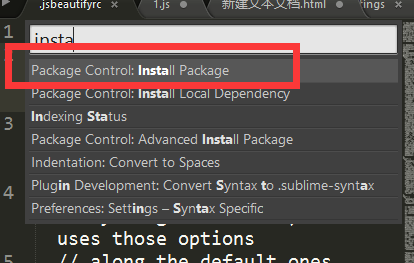 .jsbeautifyrc 1.js 新建文本文档.html ings
1 insta
Package Control: Install Package
Package Control: Install Local Dependency
3 Indexing Status
Package Control: Advanced Install Package
Indentation: Convert to Spaces
4 Plugin Development: Convert Syntax to .sublime-syntax
Preferences: Settings – Syntax Specific
uses those options
5 // along the default ones